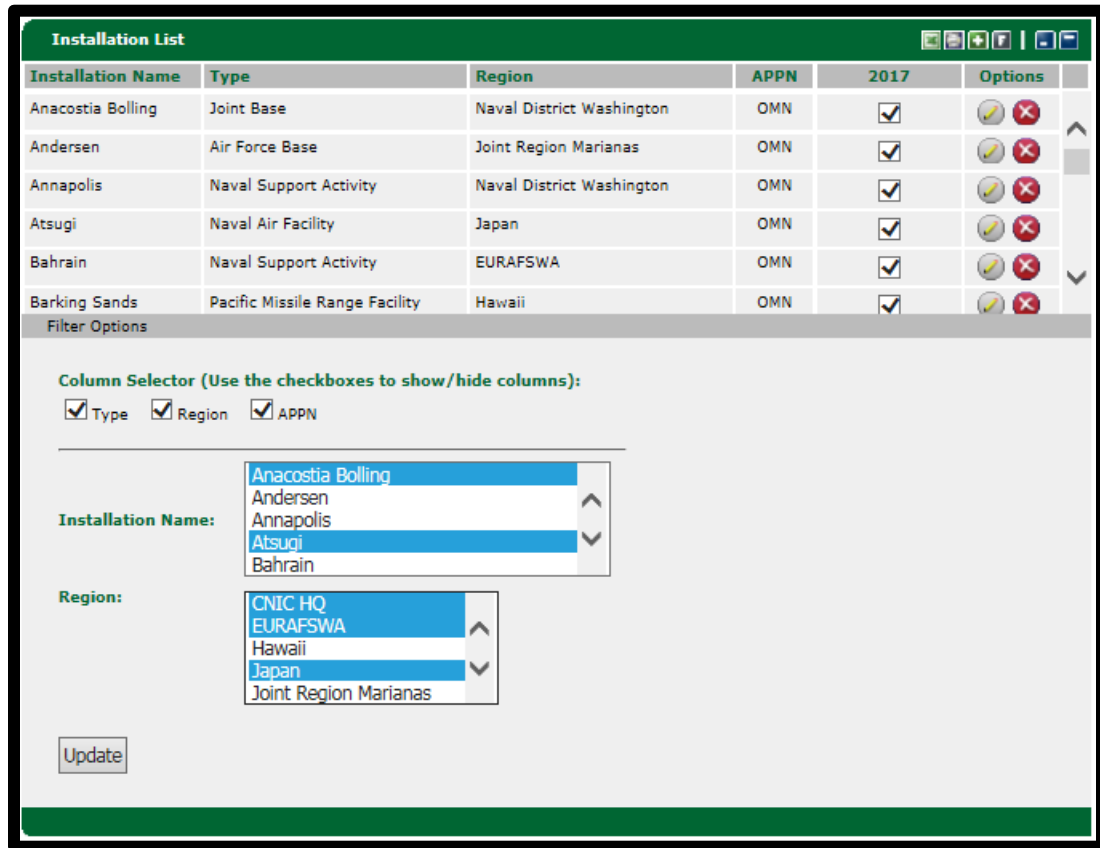 Installation List
Installation Name Type Region APPN 2017 Options
Anacostia Bolling Joint Base Naval District Washington OMN
Andersen Air Force Base Joint Region Marianas OMN
Annapolis Naval Support Activity Naval District Washington OMN
Atsugi Naval Air Facility Japan OMN
Bahrain Naval Support Activity EURAFSWA OMN
Barking Sands Pacific Missile Range Facility Hawaii OMN
Filter Options
Column Selector (Use the checkboxes to show/hide columns):
Type Region APPN
Installation Name:
Anacostia Bolling
Andersen
Annapolis
Atsugi
Bahrain
Region:
CNIC HQ
EURAFSWA
Hawaii
Japan
Joint Region Marianas
Update